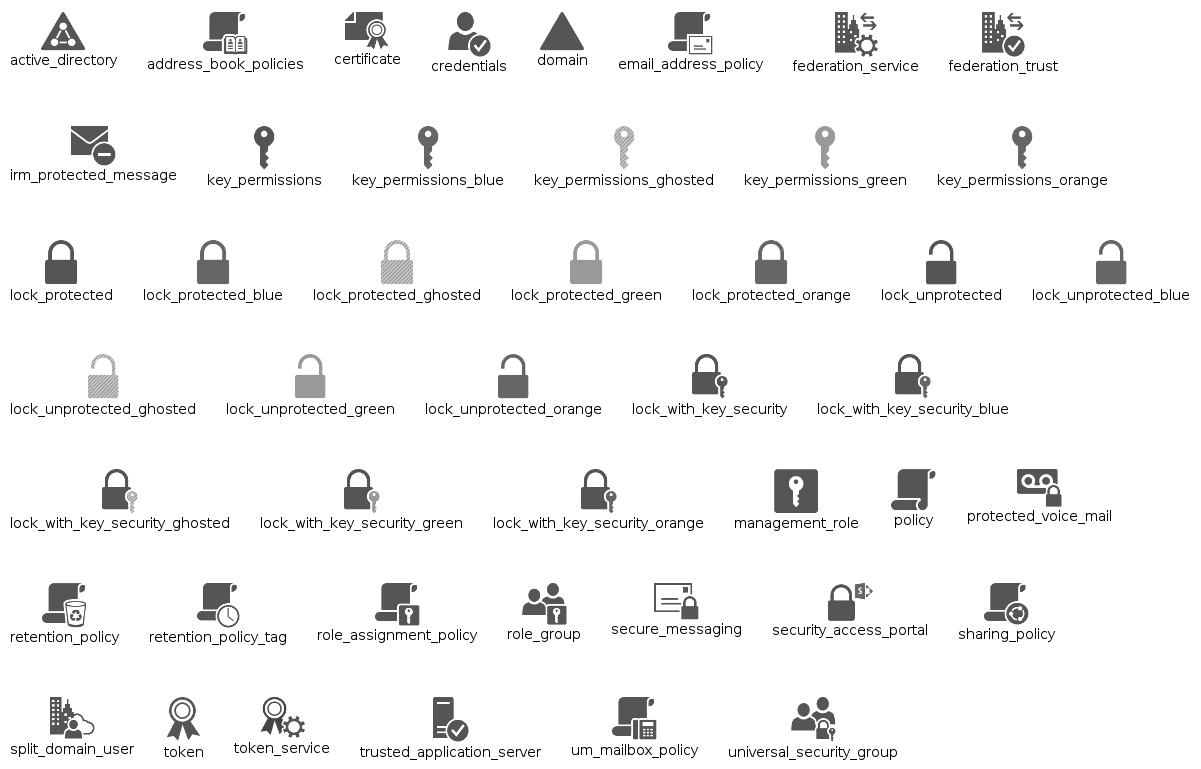 active_directory address_book_policies certificate credentials domain email_address_policy federation_service federation_trust
irm_protected_message key_permissions key_permissions_blue key_permissions_ghosted key_permissions_green key_permissions_orange
lock_protected lock_protected_blue lock_protected_ghosted lock_protected_green lock_protected_orange lock_unprotected lock_unprotected_blue
lock_unprotected_ghosted lock_unprotected_green lock_unprotected_orange lock_with_key_security lock_with_key_security_blue
lock_with_key_security_ghostsd lock_with_key_security_green lock_with_key_security_orange management_role policy protected_voice_mail
retention_policy retention_policy_tag role_assignment_policy role_group secure_messaging security_access_portal sharing_policy
split_domain_user token token_service trusted_application_server um_mailbox_policy universal_security_group